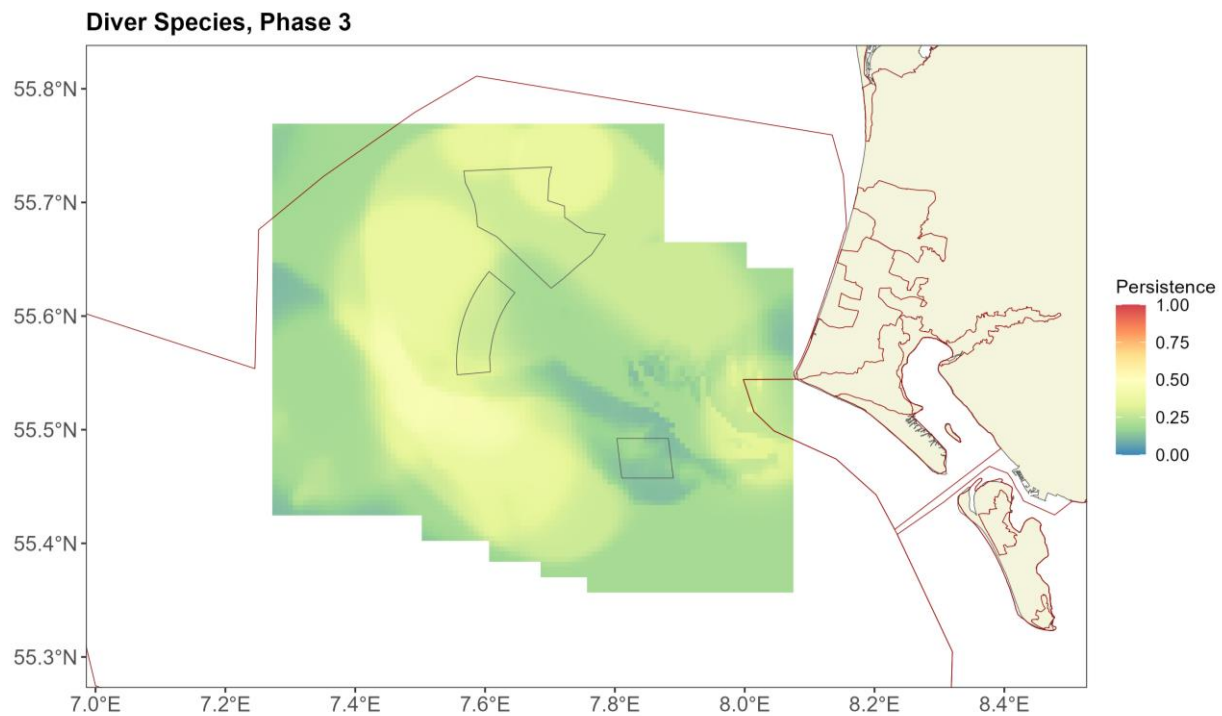 Diver Species, Phase 3
55.8°N
55.7°N
55.6°N
55.5°N
55.4°N
55.3°N
7.0°E 7.2°E 7.4°E 7.6°E 7.8°E 8.0°E 8.2°E 8.4°E
Persistence
1.00
0.75
0.50
0.25
0.00